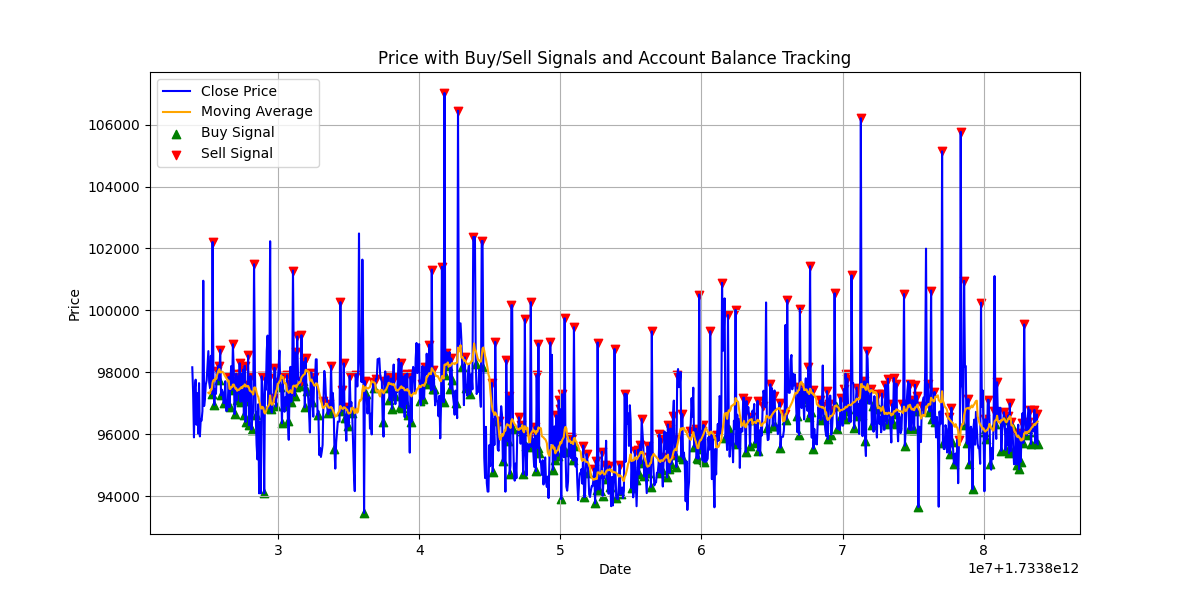 Price with Buy/Sell Signals and Account Balance Tracking
Close Price
Moving Average
Buy Signal
Sell Signal
106000
104000
102000
100000
98000
96000
94000
Price
3 4 5 6 7 8
Date
1e7+1.7338e12